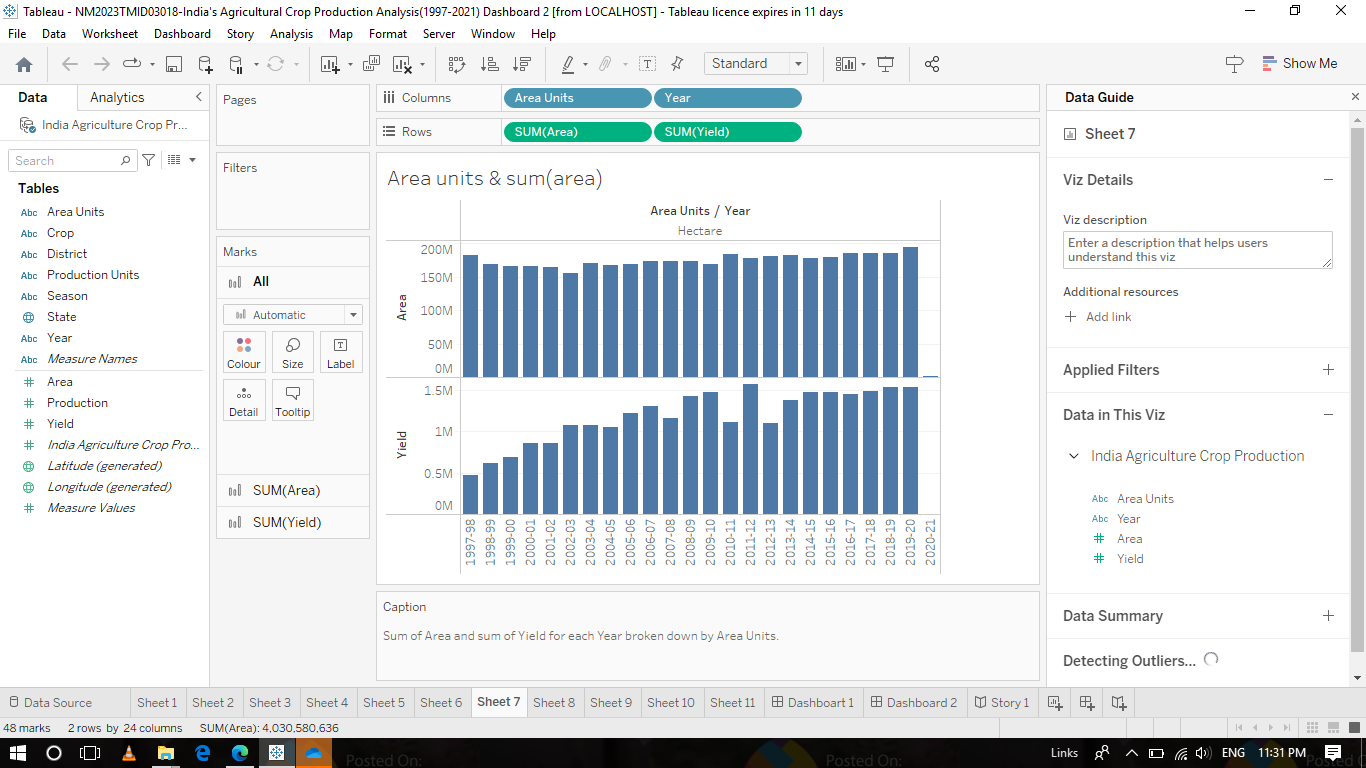 Tableau - NM2023TMID03018-India's Agricultural Crop Production Analysis(1997-2021) Dashboard 2 [from LOCALHOST] - Tableau licence expires in 11 days
File Data Worksheet Dashboard Story Analysis Map Format Server Window Help
Standard
Show Me
Data Analytics
India Agriculture Crop Pr...
Search
Tables
Abc Area Units
Abc Crop
Abc District
Abc Production Units
Abc Season
State
Abc Year
Abc Measure Names
Area
Production
Yield
India Agriculture Crop Pro...
Latitude (generated)
Longitude (generated)
Measure Values
Pages
Filters
Marks
All
Automatic
Colour Size Label
Detail Tooltip
SUM(Area)
SUM(Yield)
Columns Area Units Year
Rows SUM(Area) SUM(Yield)
Area units & sum(area)
Area Units / Year
Hectare
Area
200M
150M
100M
50M
0M
Yield
1.5M
1M
0.5M
0M
1997-98
1998-99
1999-00
2000-01
2001-02
2002-03
2003-04
2004-05
2005-06
2006-07
2007-08
2008-09
2009-10
2010-11
2011-12
2012-13
2013-14
2014-15
2015-16
2016-17
2017-18
2018-19
2019-20
2020-21
Caption
Sum of Area and sum of Yield for each Year broken down by Area Units.
Data Guide
Sheet 7
Viz Details
Viz description
Enter a description that helps users
understand this viz
Additional resources
Add link
Applied Filters
Data in This Viz
India Agriculture Crop Production
Abc Area Units
Abc Year
Area
Yield
Data Summary
Detecting Outliers...
Data Source Sheet 1 Sheet 2 Sheet 3 Sheet 4 Sheet 5 Sheet 6 Sheet 7 Sheet 8 Sheet 9 Sheet 10 Sheet 11 Dashboart 1 Dashboard 2 Story 1
48 marks 2 rows by 24 columns SUM(Area): 4,030,580,636
Posted On: Posted On: Links ENG 11:31 PM